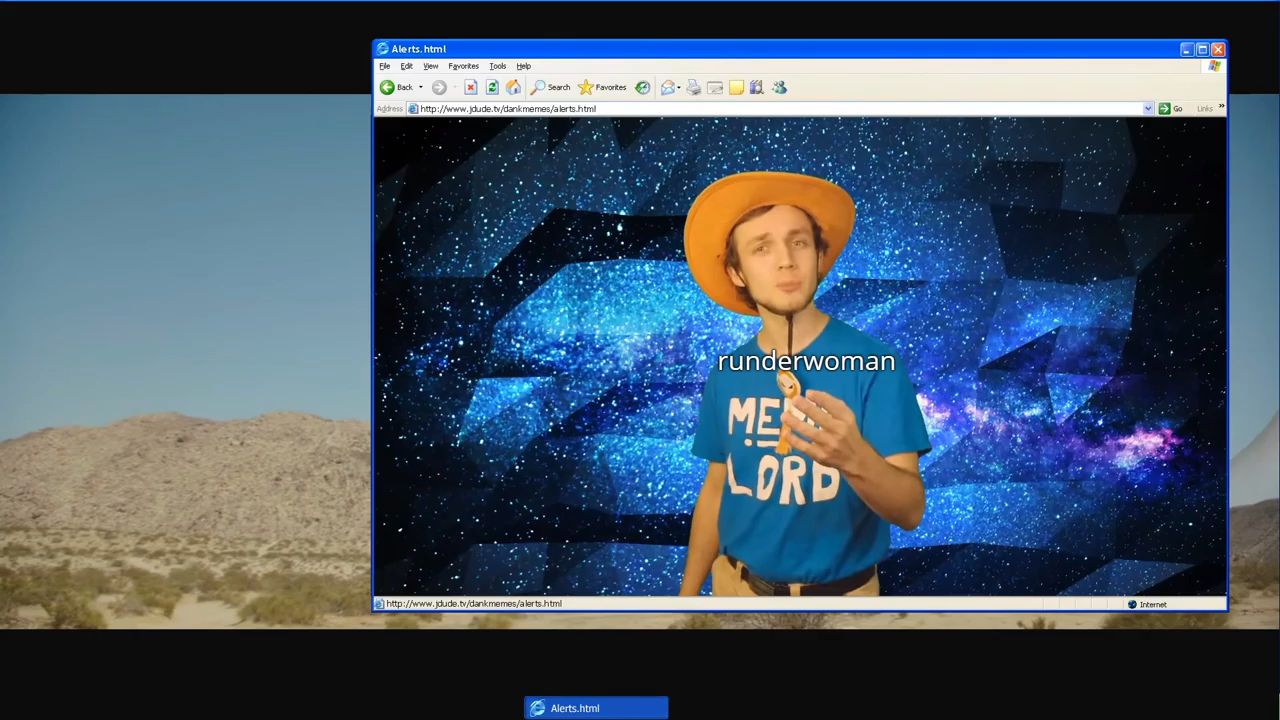 Alerts.html
File Edit View Favorites Tools Help
Back Search Favorites
Address http://www.jdude.tv/dankmemes/alerts.html Go Links »
runderwoman
LORD
http://www.jdude.tv/dankmemes/alerts.html Internet
Alerts.html